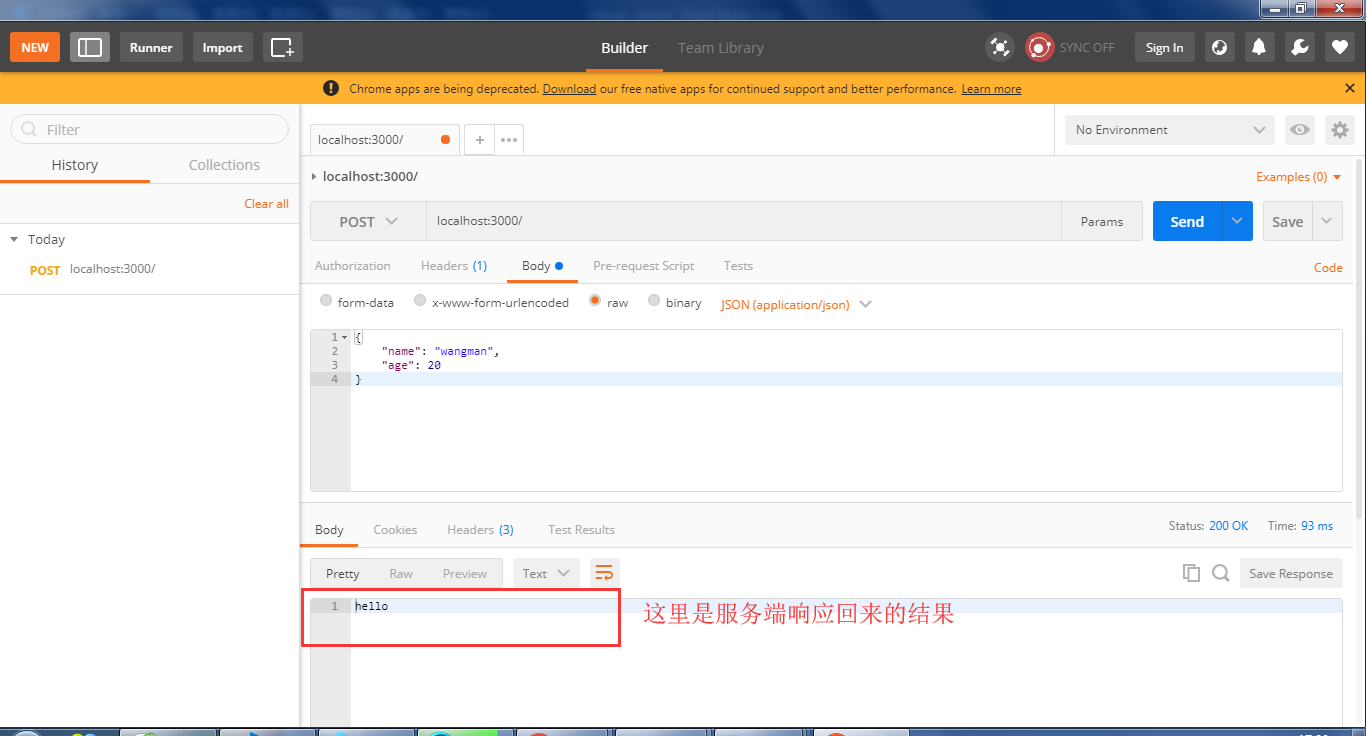 NEW Runner Import Builder Team Library SYNC OFF Sign In
Chrome apps are being deprecated. Download our free native apps for continued support and better performance. Learn more
Filter
History Collections
Clear all
Today
POST localhost:3000/
localhost:3000/ + ••• No Environment
localhost:3000/ Examples (0)
POST localhost:3000/ Params Send Save
Authorization Headers (1) Body Pre-request Script Tests Code
form-data x-www-form-urlencoded raw binary JSON (application/json)
1 {
2 "name": "wangman",
3 "age": 20
4 }
Body Cookies Headers (3) Test Results Status: 200 OK Time: 93 ms
Pretty Raw Preview Text Save Response
1 hello
这里是服务端响应回来的结果